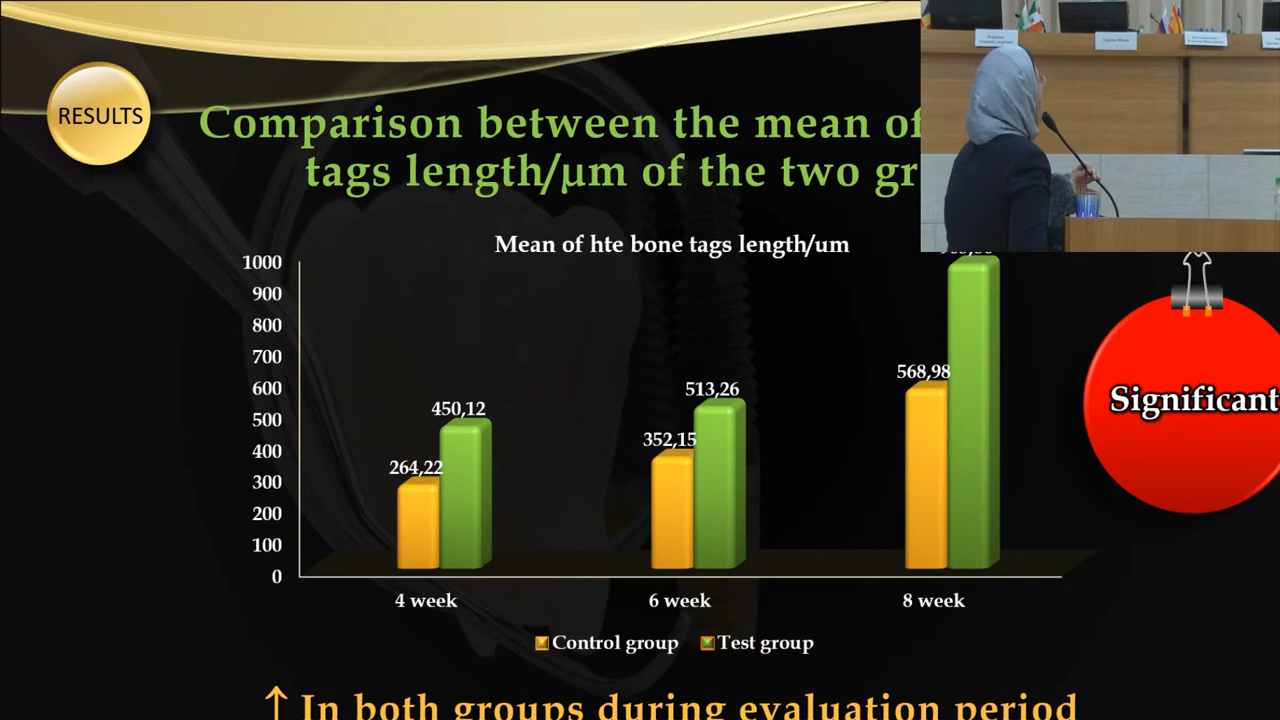 RESULTS
Comparison between the mean of
tags length/µm of the two
Mean of hte bone tags length/um
1000
900
800
700
600
500
400
300
200
100
0
264,22
450,12
352,15
513,26
568,98
4 week
6 week
8 week
Control group
Test group
Significant
↑ In both groups during evaluation period